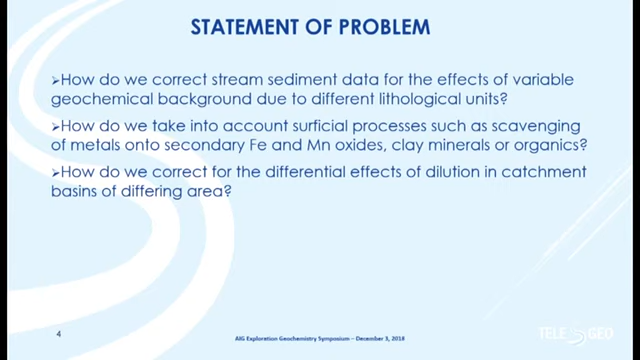 STATEMENT OF PROBLEM
➢How do we correct stream sediment data for the effects of variable
geochemical background due to different lithological units?
➢How do we take into account surficial processes such as scavenging
of metals onto secondary Fe and Mn oxides, clay minerals or organics?
➢How do we correct for the differential effects of dilution in catchment
basins of differing area?
4
AIG Exploration Geochemistry Symposium – December 3, 2018
TELE GEO